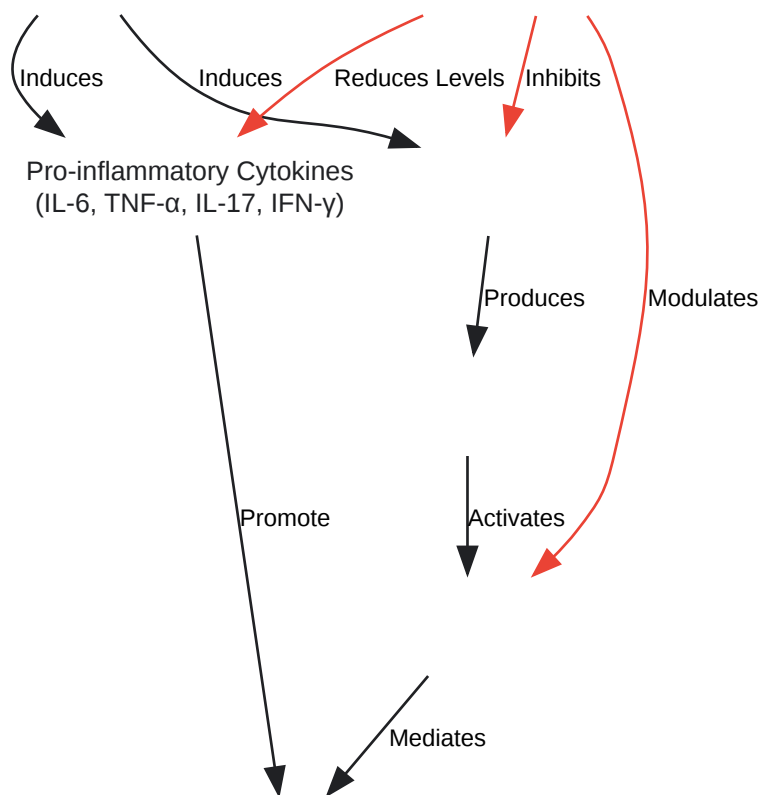 Induces
Induces
Reduces Levels
Inhibits
Pro-inflammatory Cytokines
(IL-6, TNF-α, IL-17, IFN-γ)
Produces
Modulates
Promote
Activates
Mediates